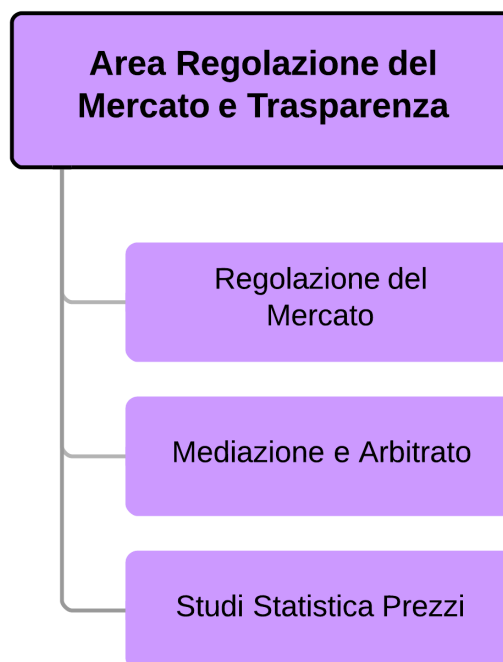 Area Regolazione del
Mercato e Trasparenza
Regolazione del
Mercato
Mediazione e Arbitrato
Studi Statistica Prezzi